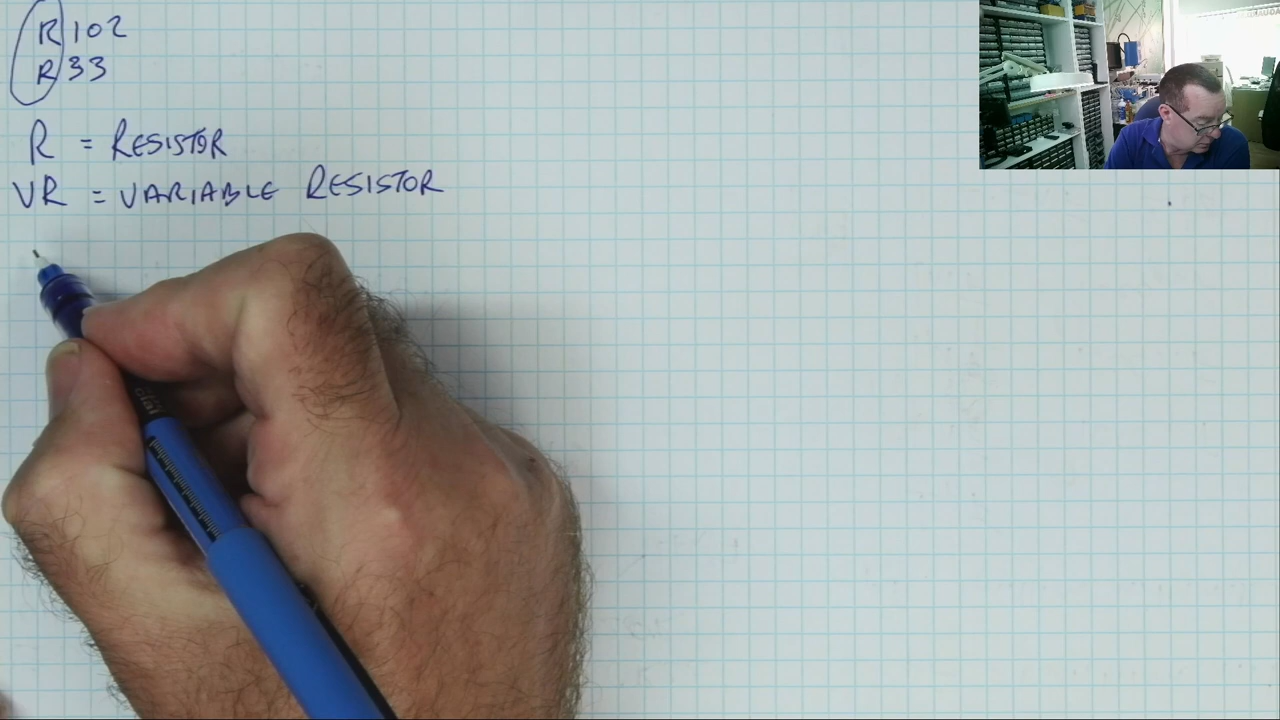 R102
R33
R = RESISTOR
VR = VARIABLE RESISTOR